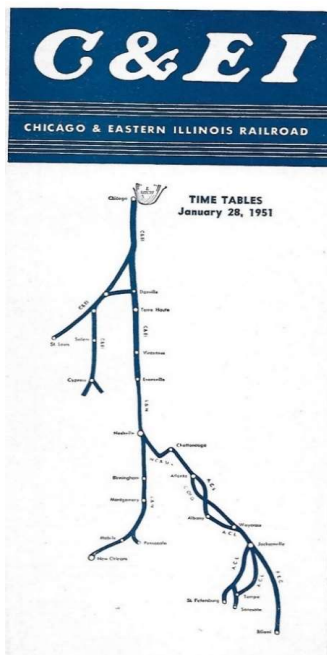 C&EI
CHICAGO & EASTERN ILLINOIS RAILROAD
TIME TABLES
January 28, 1951
Chicago
C&EI
Danville
C&EI
Terre Haute
C&EI
St. Louis
Salem
C&EI
Vincennes
Cypress
Evansville
L & N
Nashville
Chattanooga
N.C. & St. L.
Birmingham
Atlanta
A.C.L.
Montgomery
L & N
Albany
Waycross
A.C.L.
Mobile
Pensacola
Jacksonville
New Orleans
A.C.L.
A.C.L.
F.E.C.
Tampa
St. Petersburg
Sarasota
Miami